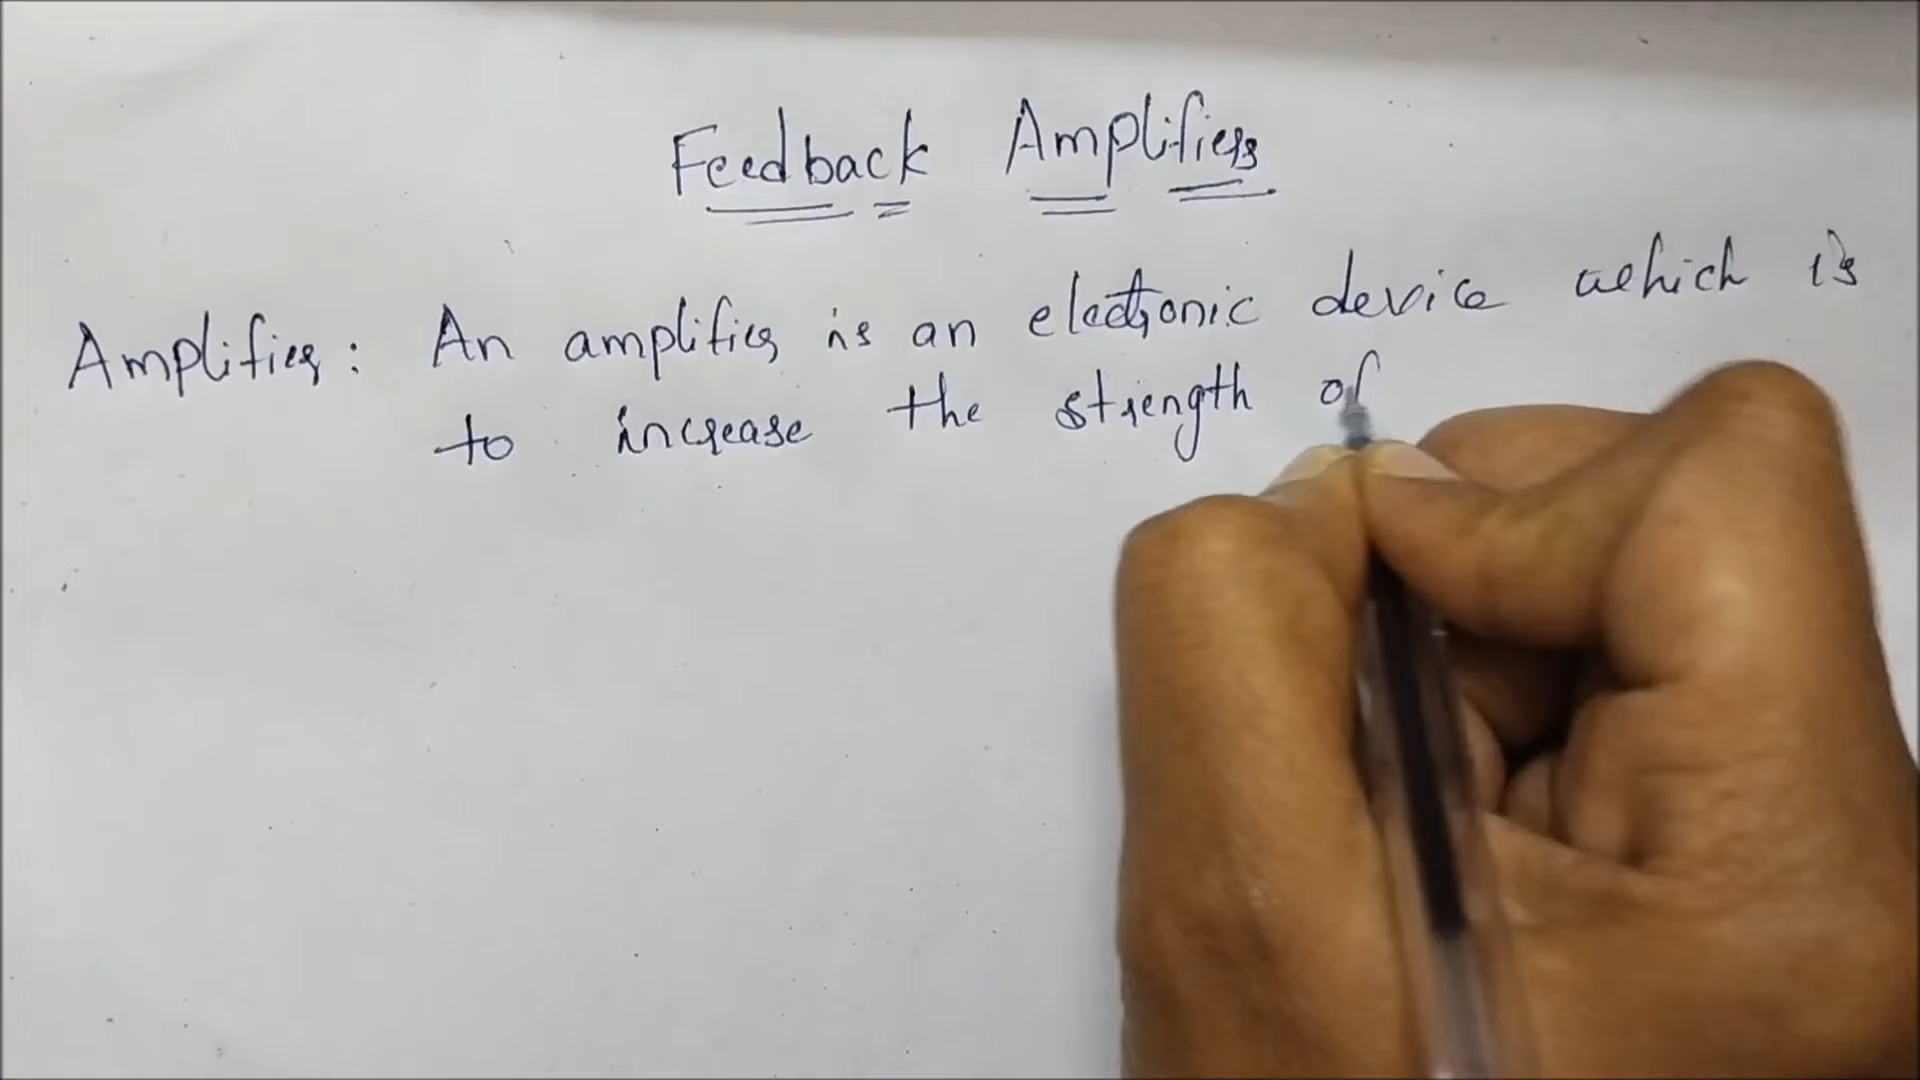 Feedback Amplifiers
Amplifier: An amplifier is an electronic device which is
to increase the strength of